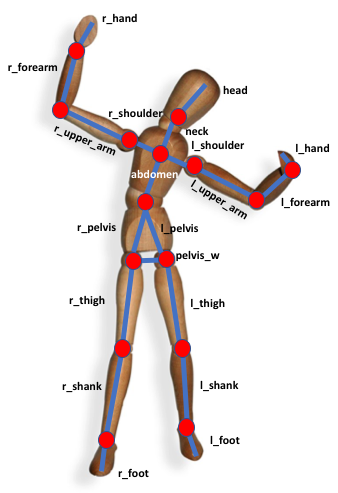 r_hand
r_forearm
head
r_shoulder
neck
r_upper_arm
l_shoulder
l_hand
abdomen
l_upper_arm
l_forearm
r_pelvis
l_pelvis
pelvis_w
r_thigh
l_thigh
r_shank
l_shank
l_foot
r_foot